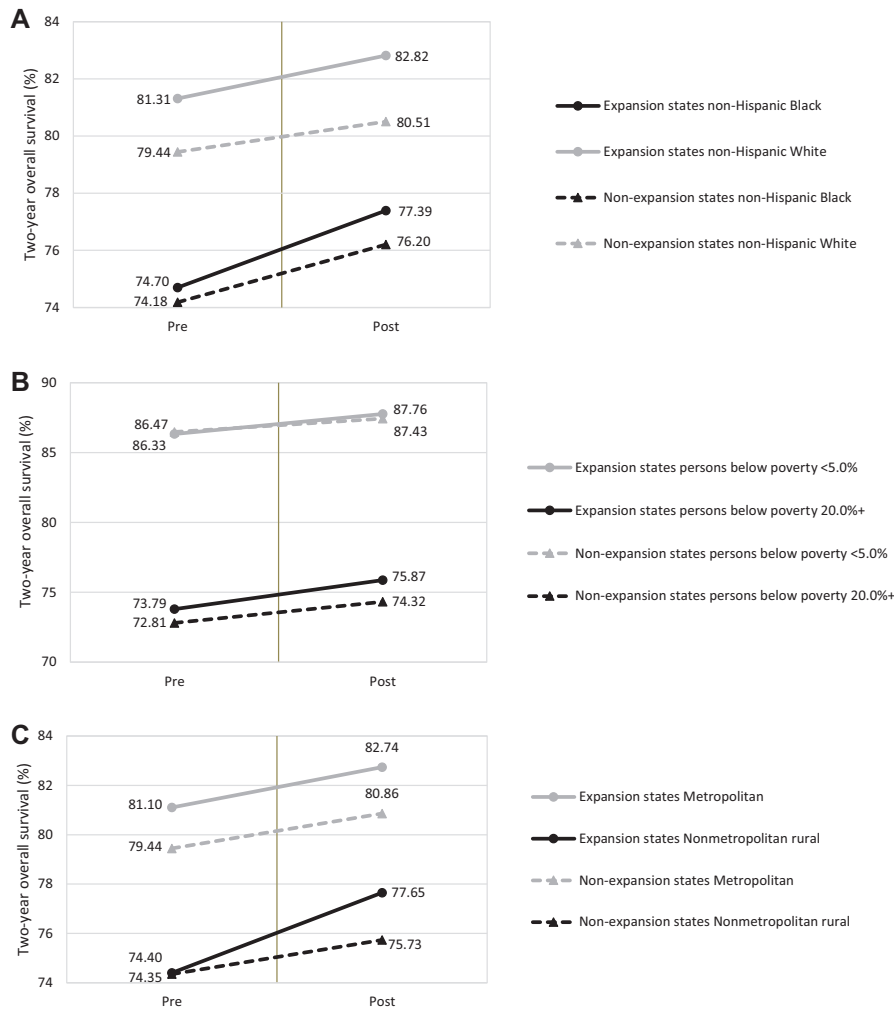 A
Two-year overall survival (%)
84
82
80
78
76
74
81.31
82.82
79.44
80.51
74.70
77.39
74.18
76.20
Pre
Post
Expansion states non-Hispanic Black
Expansion states non-Hispanic White
Non-expansion states non-Hispanic Black
Non-expansion states non-Hispanic White
B
Two-year overall survival (%)
90
85
80
75
70
86.47
87.76
86.33
87.43
73.79
75.87
72.81
74.32
Pre
Post
Expansion states persons below poverty <5.0%
Expansion states persons below poverty 20.0%+
Non-expansion states persons below poverty <5.0%
Non-expansion states persons below poverty 20.0%+
C
Two-year overall survival (%)
84
82
80
78
76
74
81.10
82.74
79.44
80.86
74.40
77.65
74.35
75.73
Pre
Post
Expansion states Metropolitan
Expansion states Nonmetropolitan rural
Non-expansion states Metropolitan
Non-expansion states Nonmetropolitan rural